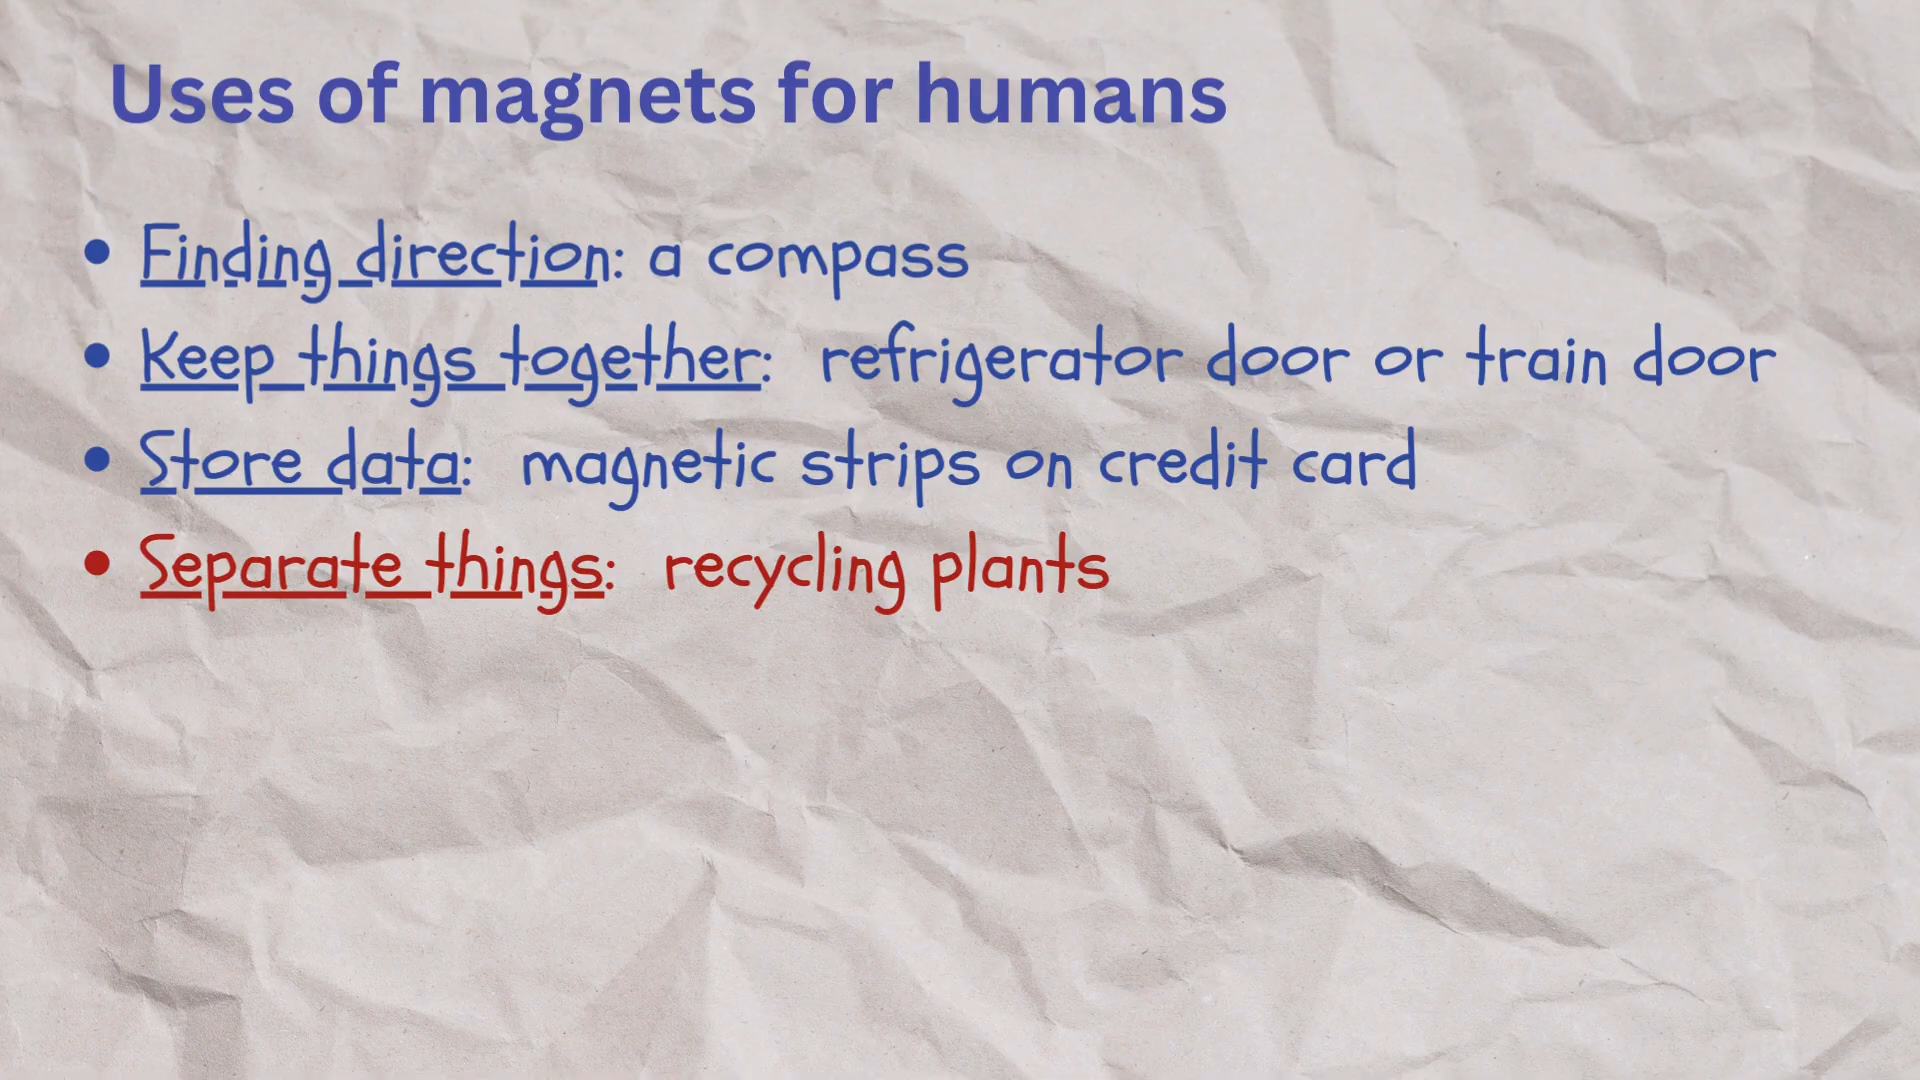 Uses of magnets for humans
• Finding direction: a compass
• Keep things together: refrigerator door or train door
• Store data: magnetic strips on credit card
• Separate things: recycling plants